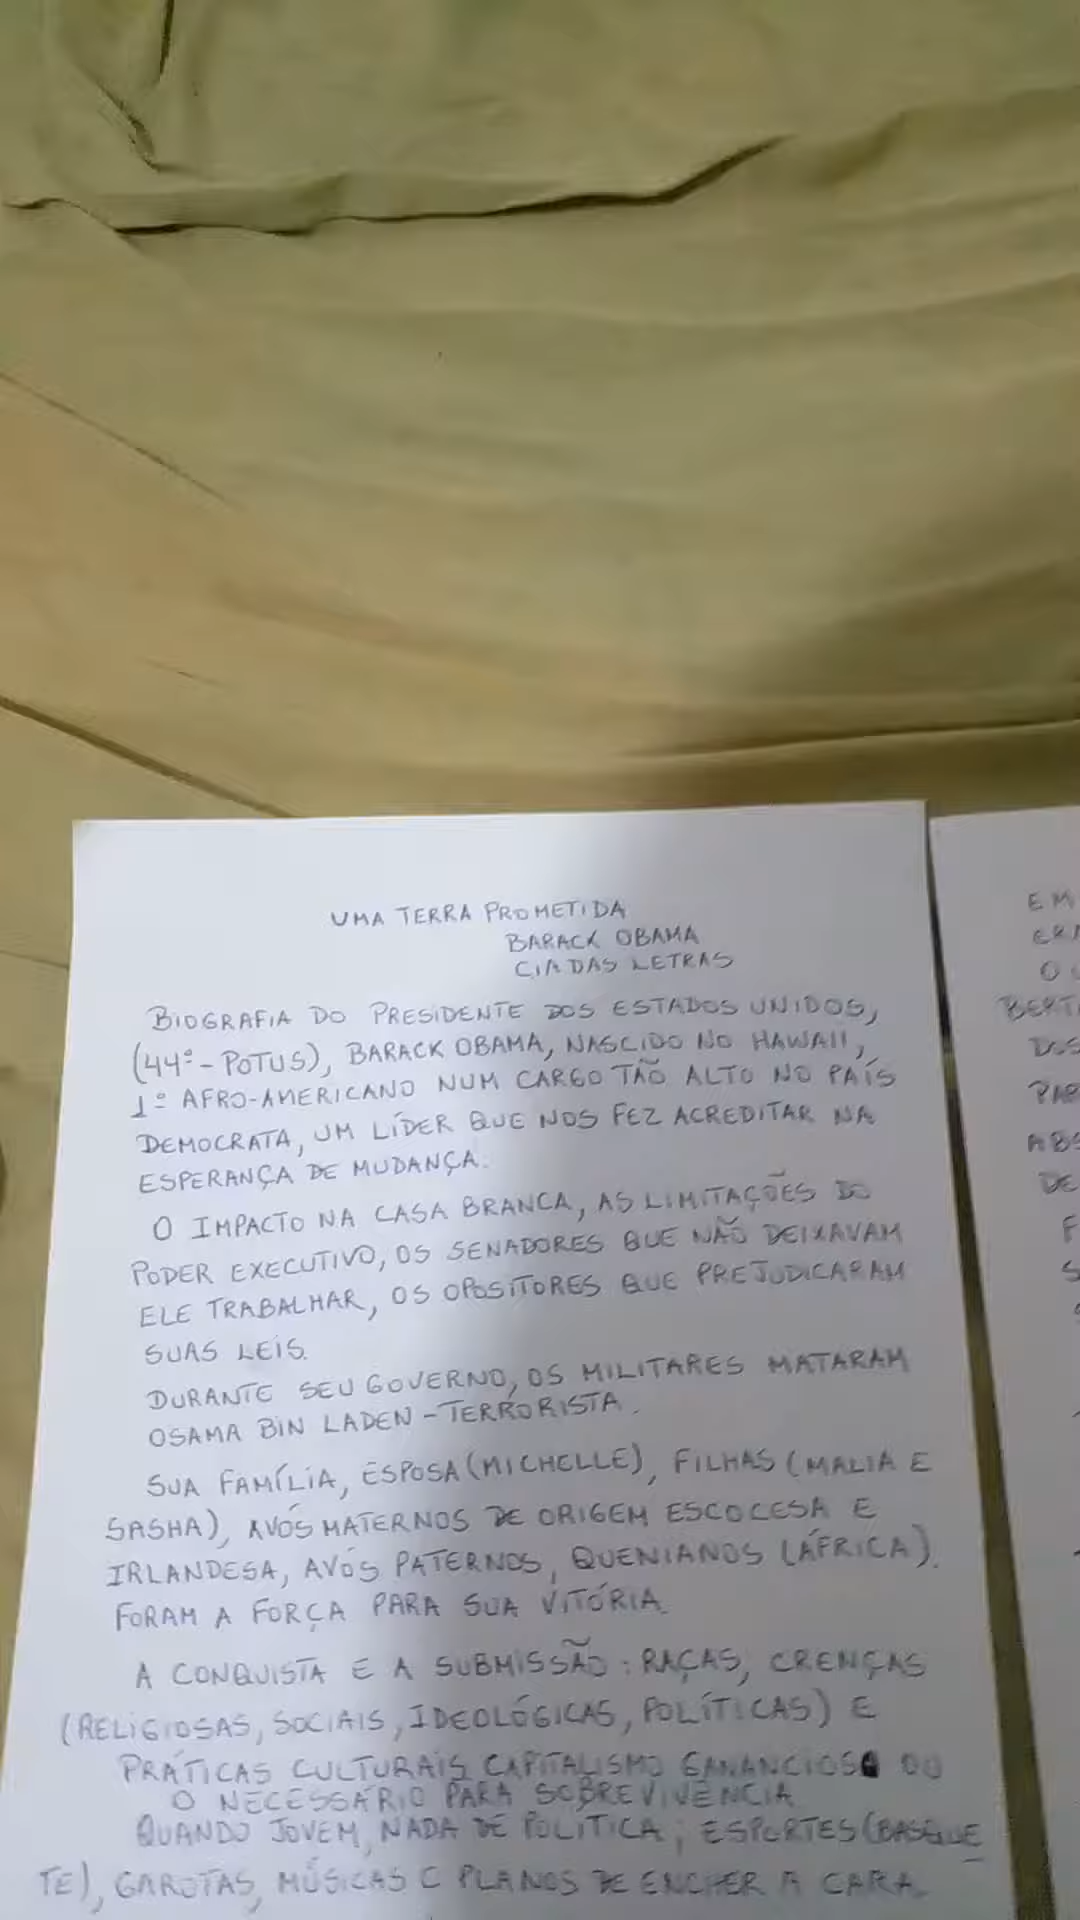 UMA TERRA PROMETIDA
BARACK OBAMA
CIA DAS LETRAS
BIOGRAFIA DO PRESIDENTE DOS ESTADOS UNIDOS,
(44º - POTUS), BARACK OBAMA, NASCIDO NO HAWAII,
1º AFRO-AMERICANO NUM CARGO TÃO ALTO NO PAÍS
DEMOCRATA, UM LÍDER QUE NOS FEZ ACREDITAR NA
ESPERANÇA DE MUDANÇA.
O IMPACTO NA CASA BRANCA, AS LIMITAÇÕES DO
PODER EXECUTIVO, OS SENADORES QUE NÃO DEIXAVAM
ELE TRABALHAR, OS OPOSITORES QUE PREJUDICARAM
SUAS LEIS.
DURANTE SEU GOVERNO, OS MILITARES MATARAM
OSAMA BIN LADEN - TERRORISTA.
SUA FAMÍLIA, ESPOSA (MICHELLE), FILHAS (MALIA E
SASHA), AVÓS MATERNOS DE ORIGEM ESCOCESA E
IRLANDESA, AVÓS PATERNOS, QUENIANOS (ÁFRICA).
FORAM A FORÇA PARA SUA VITÓRIA.
A CONQUISTA E A SUBMISSÃO: RAÇAS, CRENÇAS
(RELIGIOSAS, SOCIAIS, IDEOLÓGICAS, POLÍTICAS) E
PRÁTICAS CULTURAIS, CAPITALISMO GANANCIOSO OU
O NECESSÁRIO PARA SOBREVIVÊNCIA
QUANDO JOVEM, NADA DE POLÍTICA; ESPORTES (BASQUE
TE), GAROTAS, MÚSICAS E PLANOS DE ENCHER A CARA.
EM
O
BERT
DOS
PAR
ABS
DE
F
S